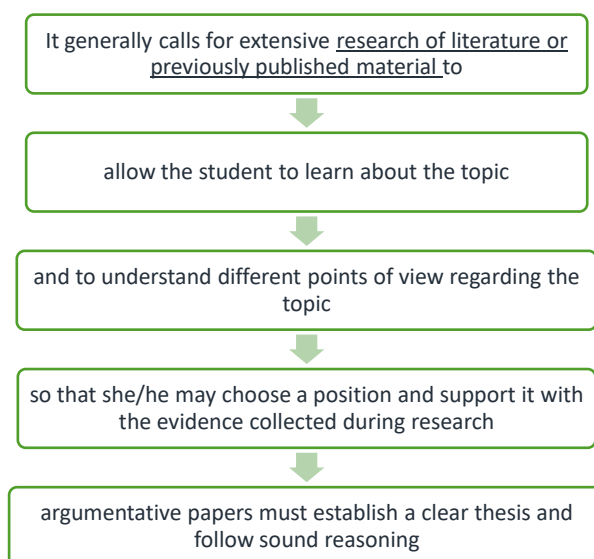 It generally calls for extensive research of literature or
previously published material to
allow the student to learn about the topic
and to understand different points of view regarding the
topic
so that she/he may choose a position and support it with
the evidence collected during research
argumentative papers must establish a clear thesis and
follow sound reasoning